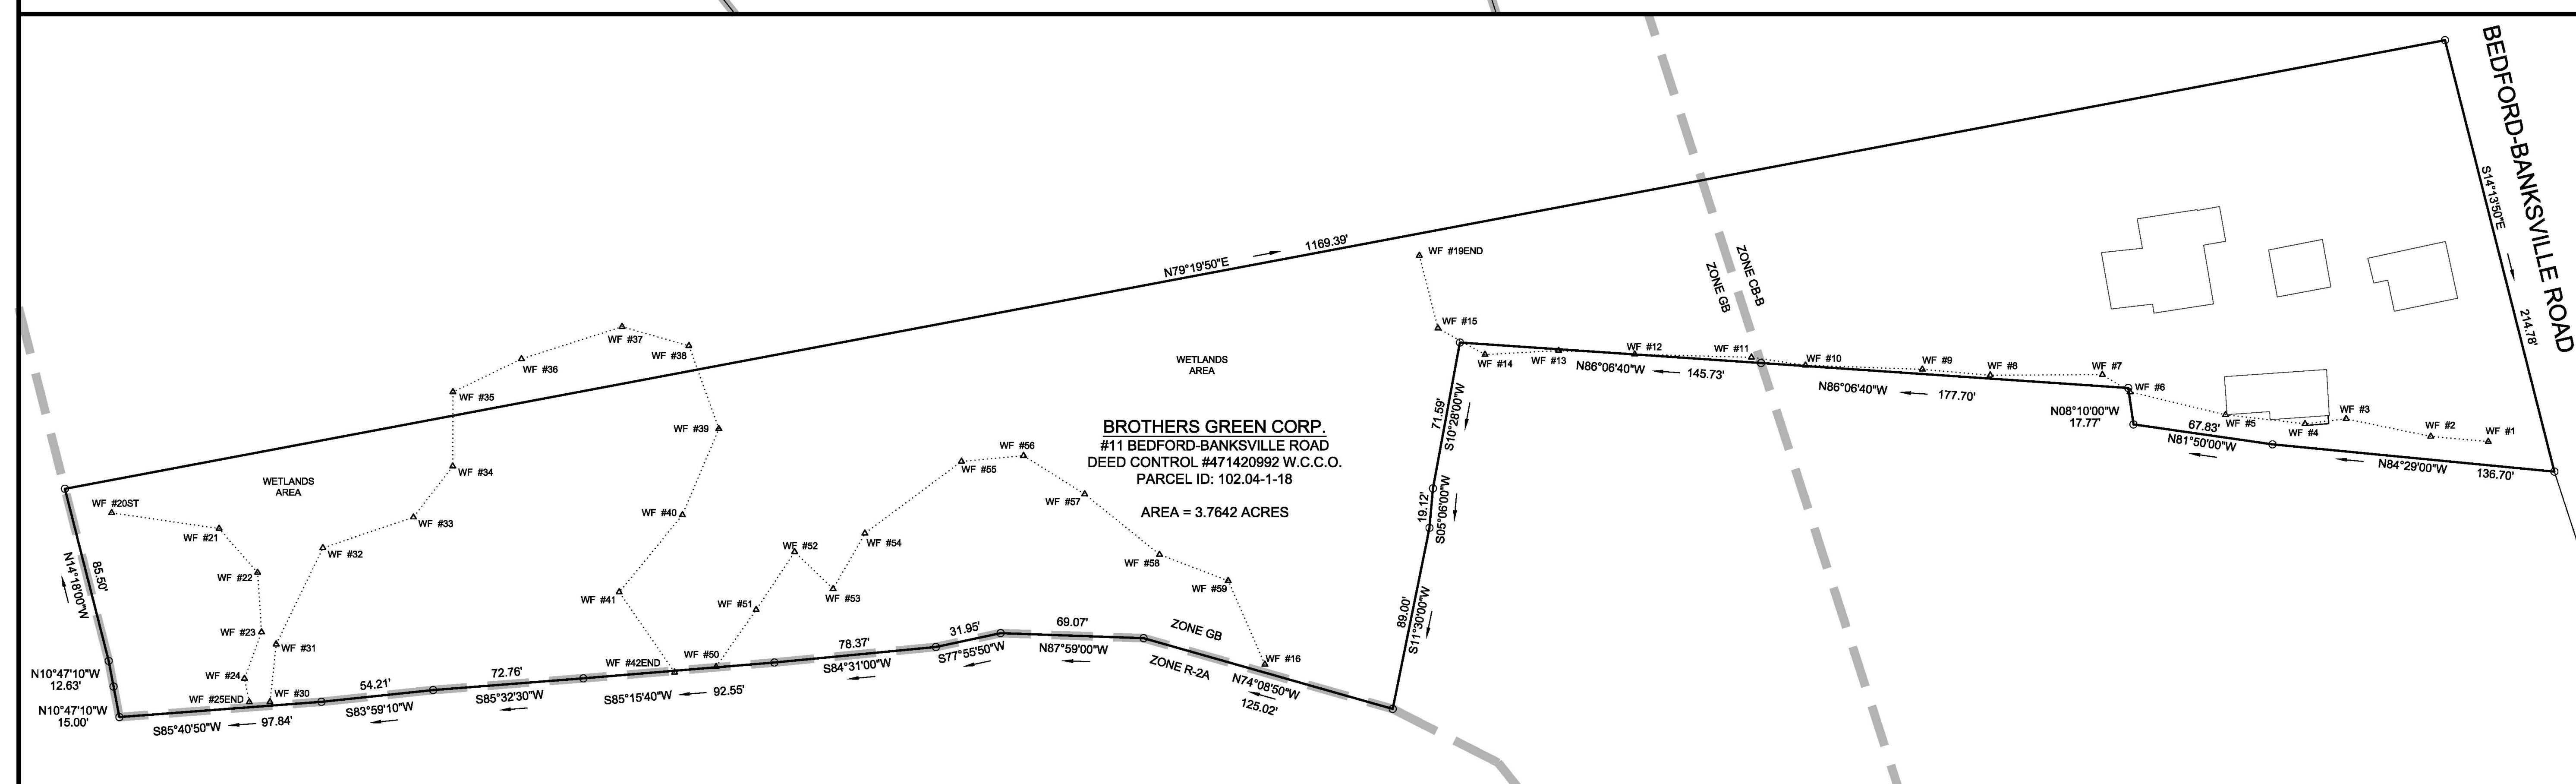 BEDFORD-BANKSVILLE ROAD
S14°13'50"E
214.78'
N79°19'50"E
1169.39'
WF #19END
WF #15
ZONE CB-B
ZONE GB
WF #37
WF #38
WF #36
WF #35
WF #14
WF #13
WF #12
WF #11
WF #10
WF #9
WF #8
WF #7
WF #6
WF #5
WF #4
WF #3
WF #2
WF #1
N86°06'40"W
145.73'
N86°06'40"W
177.70'
N08°10'00"W
17.77'
67.83'
N81°50'00"W
N84°29'00"W
136.70'
WETLANDS
AREA
BROTHERS GREEN CORP.
#11 BEDFORD-BANKSVILLE ROAD
DEED CONTROL #471420992 W.C.C.O.
PARCEL ID: 102.04-1-18
AREA = 3.7642 ACRES
71.59'
S10°28'00"W
19.12'
S05°06'00"W
89.00'
S11°30'00"W
WF #39
WF #34
WETLANDS
AREA
WF #20ST
WF #21
WF #33
WF #32
WF #22
WF #40
WF #41
WF #52
WF #53
WF #54
WF #55
WF #56
WF #57
WF #58
WF #59
WF #51
WF #23
WF #31
WF #24
WF #25END
WF #30
WF #42END
WF #50
WF #16
85.50'
N14°18'00"W
N10°47'10"W
12.63'
N10°47'10"W
15.00'
S85°40'50"W
97.84'
54.21'
S83°59'10"W
72.76'
S85°32'30"W
S85°15'40"W
92.55'
78.37'
S84°31'00"W
31.95'
S77°55'50"W
69.07'
N87°59'00"W
ZONE GB
ZONE R-2A
N74°08'50"W
125.02'